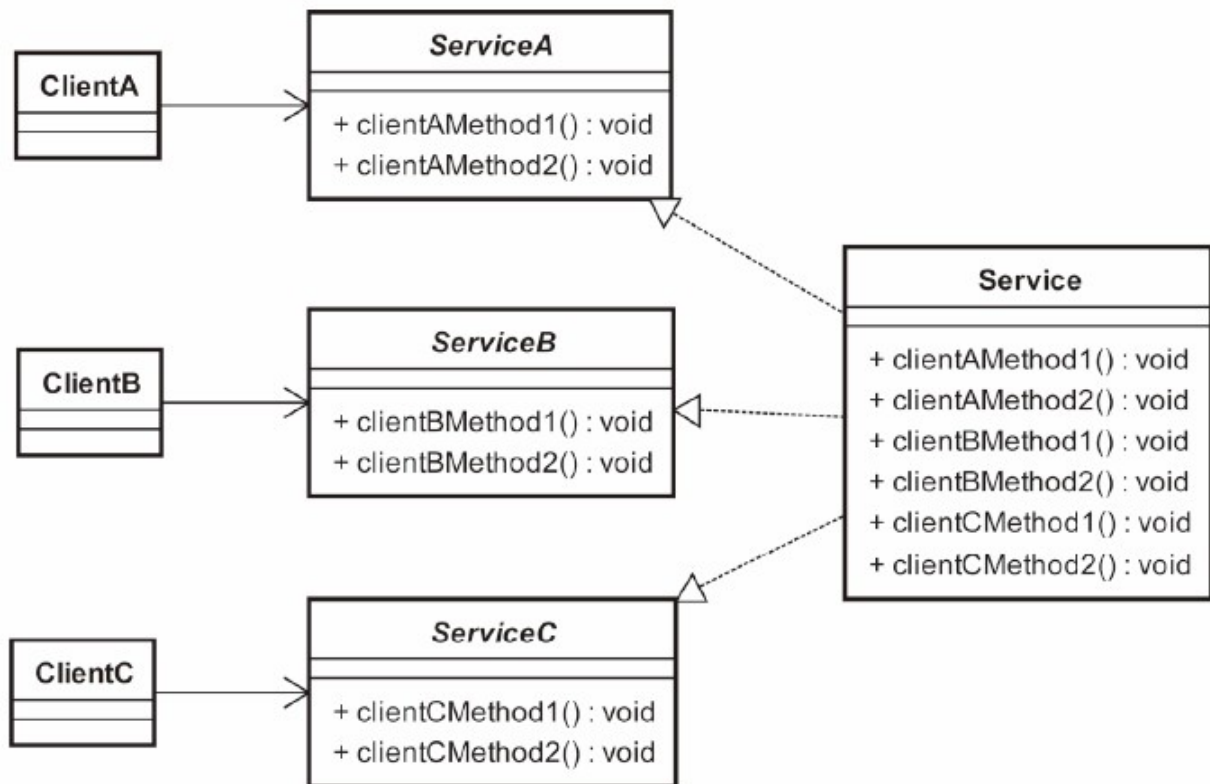 ClientA
ServiceA
+ clientAMethod1() : void
+ clientAMethod2() : void
ClientB
ServiceB
+ clientBMethod1() : void
+ clientBMethod2() : void
ClientC
ServiceC
+ clientCMethod1() : void
+ clientCMethod2() : void
Service
+ clientAMethod1() : void
+ clientAMethod2() : void
+ clientBMethod1() : void
+ clientBMethod2() : void
+ clientCMethod1() : void
+ clientCMethod2() : void